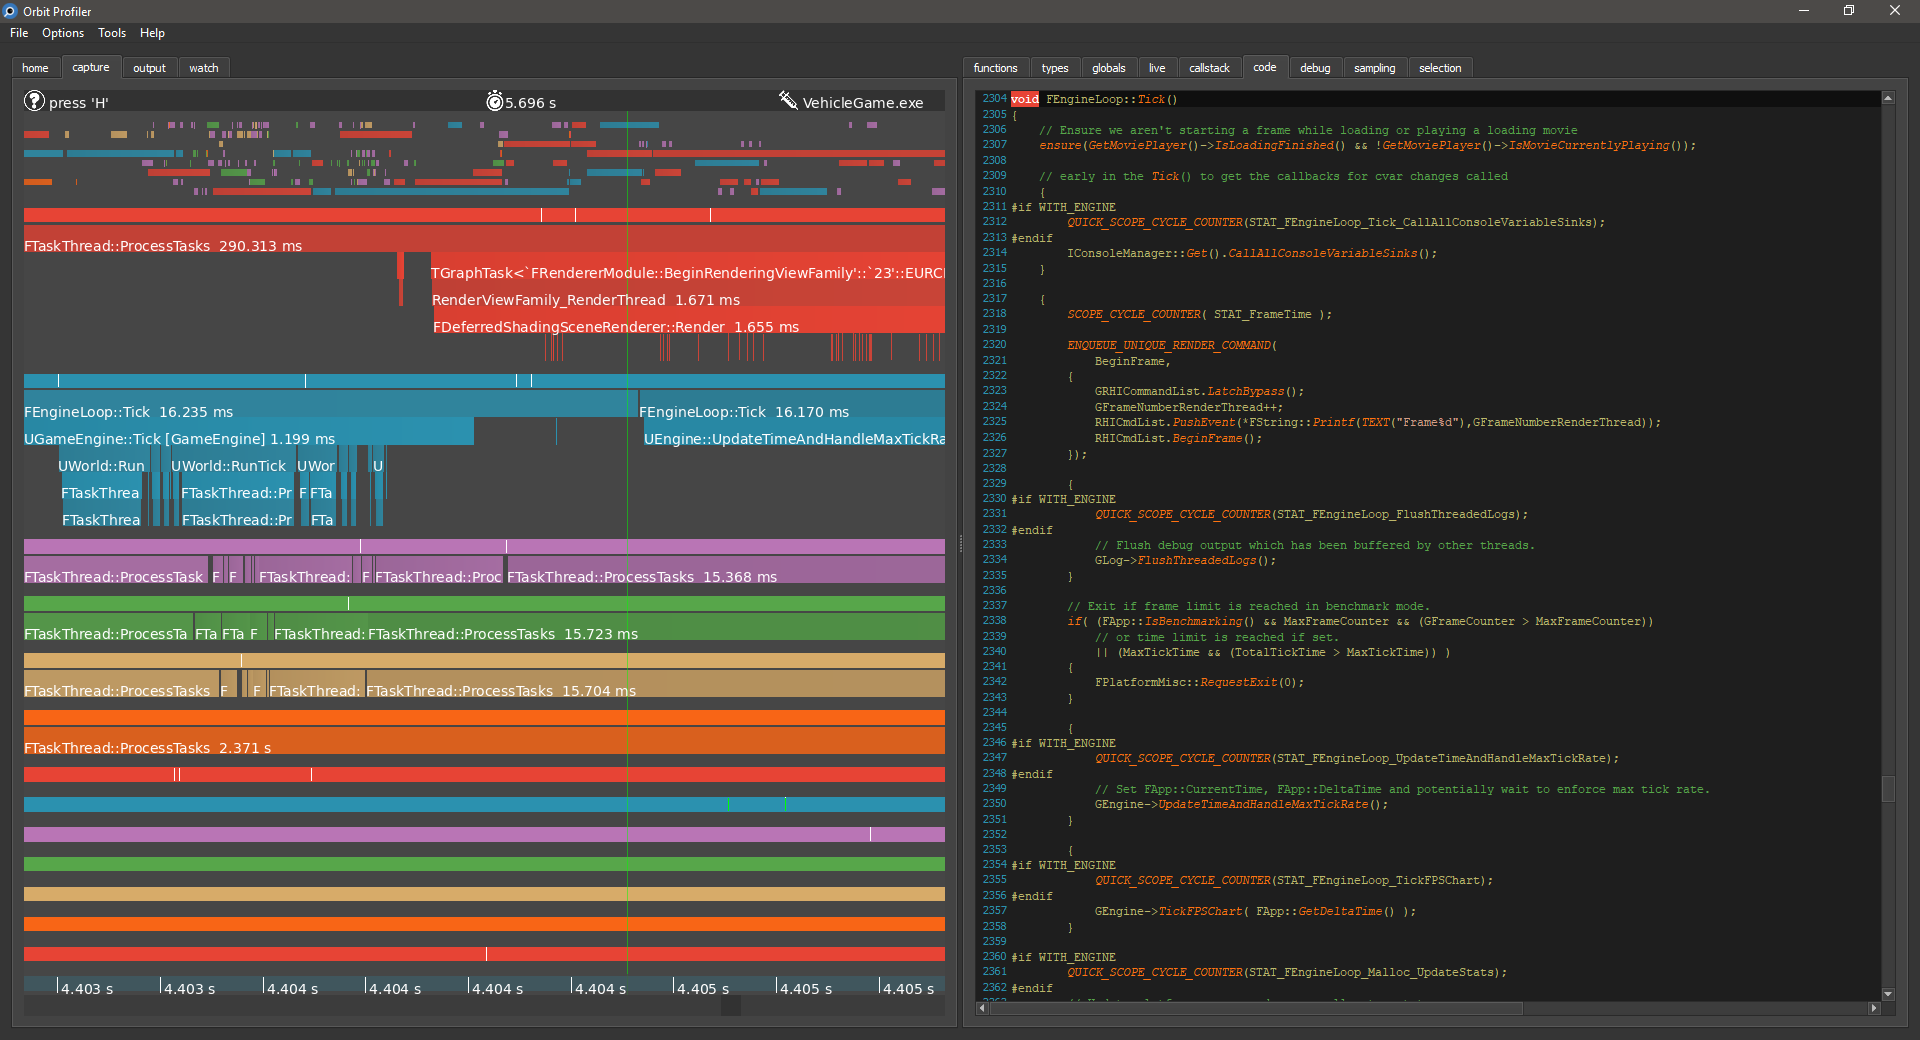 Orbit Profiler
File Options Tools Help
home capture output watch
press 'H' 5.696 s VehicleGame.exe
FTaskThread::ProcessTasks 290.313 ms
TGraphTask<`FRendererModule::BeginRenderingViewFamily'::`23'::EURCI
RenderViewFamily_RenderThread 1.671 ms
FDeferredShadingSceneRenderer::Render 1.655 ms
FEngineLoop::Tick 16.235 ms FEngineLoop::Tick 16.170 ms
UGameEngine::Tick [GameEngine] 1.199 ms UEngine::UpdateTimeAndHandleMaxTickRa
UWorld::Run UWorld::RunTick UWor U
FTaskThrea FTaskThread::Pr F FTa
FTaskThrea FTaskThread::Pr FTa
FTaskThread::ProcessTask F F FTaskThread: F FTaskThread::Proc FTaskThread::ProcessTasks 15.368 ms
FTaskThread::ProcessTa FTa FTa F FTaskThread: FTaskThread::ProcessTasks 15.723 ms
FTaskThread::ProcessTasks F F FTaskThread: FTaskThread::ProcessTasks 15.704 ms
FTaskThread::ProcessTasks 2.371 s
4.403 s 4.403 s 4.404 s 4.404 s 4.404 s 4.404 s 4.405 s 4.405 s 4.405 s
functions types globals live callstack code debug sampling selection
2304 void FEngineLoop::Tick()
2305 {
2306 // Ensure we aren't starting a frame while loading or playing a loading movie
2307 ensure(GetMoviePlayer()->IsLoadingFinished() && !GetMoviePlayer()->IsMovieCurrentlyPlaying());
2308
2309 // early in the Tick() to get the callbacks for cvar changes called
2310 {
2311 #if WITH_ENGINE
2312 QUICK_SCOPE_CYCLE_COUNTER(STAT_FEngineLoop_Tick_CallAllConsoleVariableSinks);
2313 #endif
2314 IConsoleManager::Get().CallAllConsoleVariableSinks();
2315 }
2316
2317 {
2318 SCOPE_CYCLE_COUNTER( STAT_FrameTime );
2319
2320 ENQUEUE_UNIQUE_RENDER_COMMAND(
2321 BeginFrame,
2322 {
2323 GRHICommandList.LatchBypass();
2324 GFrameNumberRenderThread++;
2325 RHICmdList.PushEvent(*FString::Printf(TEXT("Frame%d"),GFrameNumberRenderThread));
2326 RHICmdList.BeginFrame();
2327 });
2328
2329 {
2330 #if WITH_ENGINE
2331 QUICK_SCOPE_CYCLE_COUNTER(STAT_FEngineLoop_FlushThreadedLogs);
2332 #endif
2333 // Flush debug output which has been buffered by other threads.
2334 GLog->FlushThreadedLogs();
2335 }
2336
2337 // Exit if frame limit is reached in benchmark mode.
2338 if( (FApp::IsBenchmarking() && MaxFrameCounter && (GFrameCounter > MaxFrameCounter))
2339 // or time limit is reached if set.
2340 || (MaxTickTime && (TotalTickTime > MaxTickTime)) )
2341 {
2342 FPlatformMisc::RequestExit(0);
2343 }
2344
2345 {
2346 #if WITH_ENGINE
2347 QUICK_SCOPE_CYCLE_COUNTER(STAT_FEngineLoop_UpdateTimeAndHandleMaxTickRate);
2348 #endif
2349 // Set FApp::CurrentTime, FApp::DeltaTime and potentially wait to enforce max tick rate.
2350 GEngine->UpdateTimeAndHandleMaxTickRate();
2351 }
2352
2353 {
2354 #if WITH_ENGINE
2355 QUICK_SCOPE_CYCLE_COUNTER(STAT_FEngineLoop_TickFPSChart);
2356 #endif
2357 GEngine->TickFPSChart( FApp::GetDeltaTime() );
2358 }
2359
2360 #if WITH_ENGINE
2361 QUICK_SCOPE_CYCLE_COUNTER(STAT_FEngineLoop_Malloc_UpdateStats);
2362 #endif